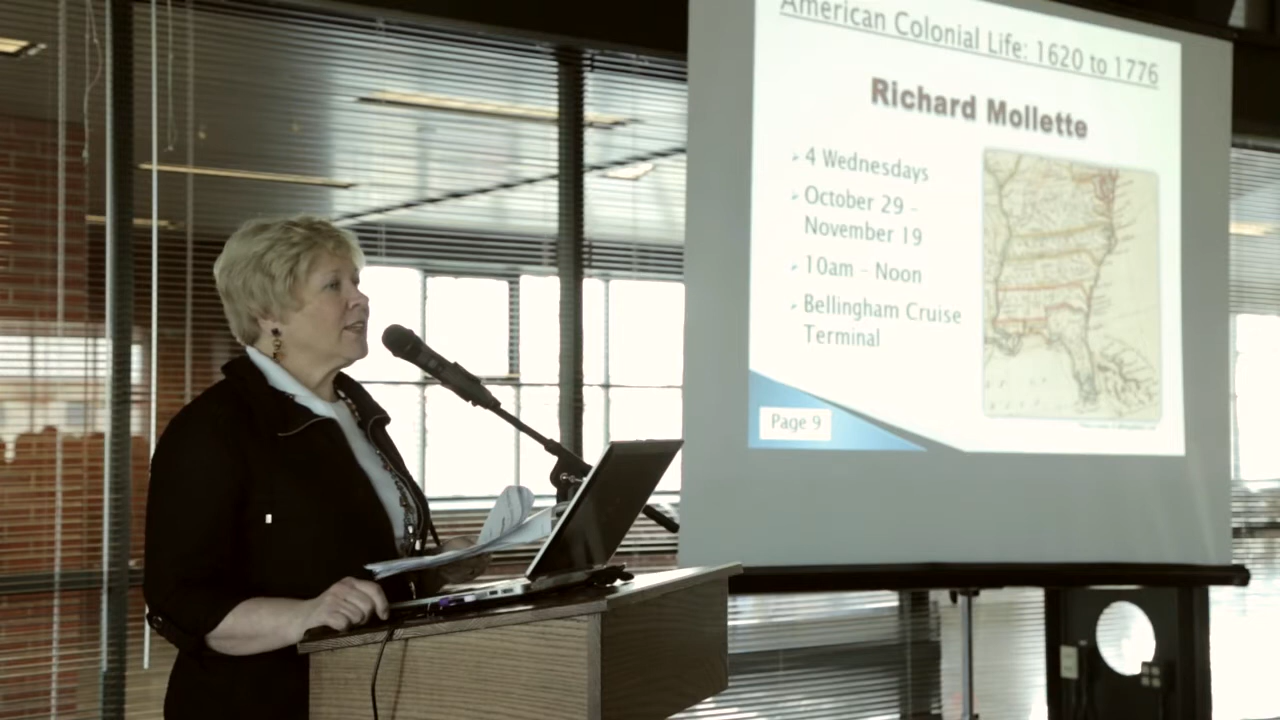 American Colonial Life: 1620 to 1776
Richard Mollette
4 Wednesdays
October 29 -
November 19
10am - Noon
Bellingham Cruise
Terminal
Page 9